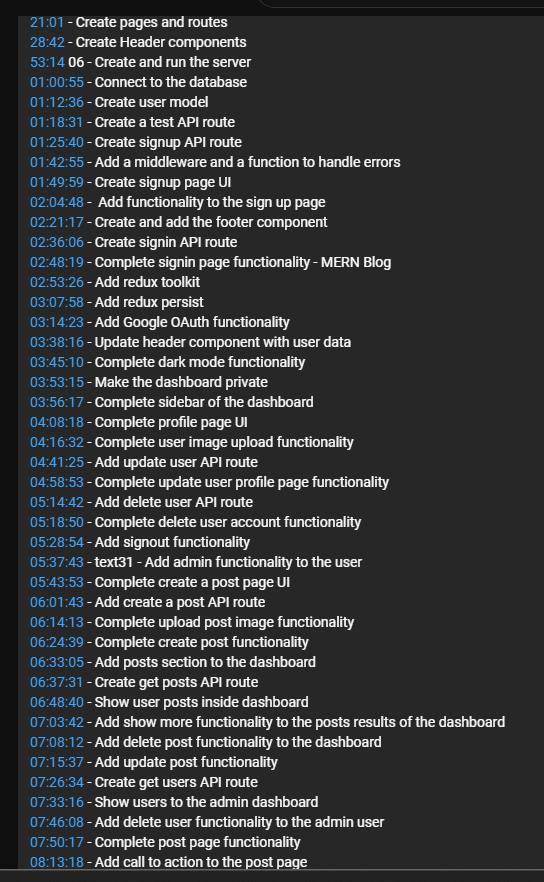 21:01 - Create pages and routes
28:42 - Create Header components
53:14 06 - Create and run the server
01:00:55 - Connect to the database
01:12:36 - Create user model
01:18:31 - Create a test API route
01:25:40 - Create signup API route
01:42:55 - Add a middleware and a function to handle errors
01:49:59 - Create signup page UI
02:04:48 -  Add functionality to the sign up page
02:21:17 - Create and add the footer component
02:36:06 - Create signin API route
02:48:19 - Complete signin page functionality - MERN Blog
02:53:26 - Add redux toolkit
03:07:58 - Add redux persist
03:14:23 - Add Google OAuth functionality
03:38:16 - Update header component with user data
03:45:10 - Complete dark mode functionality
03:53:15 - Make the dashboard private
03:56:17 - Complete sidebar of the dashboard
04:08:18 - Complete profile page UI
04:16:32 - Complete user image upload functionality
04:41:25 - Add update user API route
04:58:53 - Complete update user profile page functionality
05:14:42 - Add delete user API route
05:18:50 - Complete delete user account functionality
05:28:54 - Add signout functionality
05:37:43 - text31 - Add admin functionality to the user
05:43:53 - Complete create a post page UI
06:01:43 - Add create a post API route
06:14:13 - Complete upload post image functionality
06:24:39 - Complete create post functionality
06:33:05 - Add posts section to the dashboard
06:37:31 - Create get posts API route
06:48:40 - Show user posts inside dashboard
07:03:42 - Add show more functionality to the posts results of the dashboard
07:08:12 - Add delete post functionality to the dashboard
07:15:37 - Add update post functionality
07:26:34 - Create get users API route
07:33:16 - Show users to the admin dashboard
07:46:08 - Add delete user functionality to the admin user
07:50:17 - Complete post page functionality
08:13:18 - Add call to action to the post page